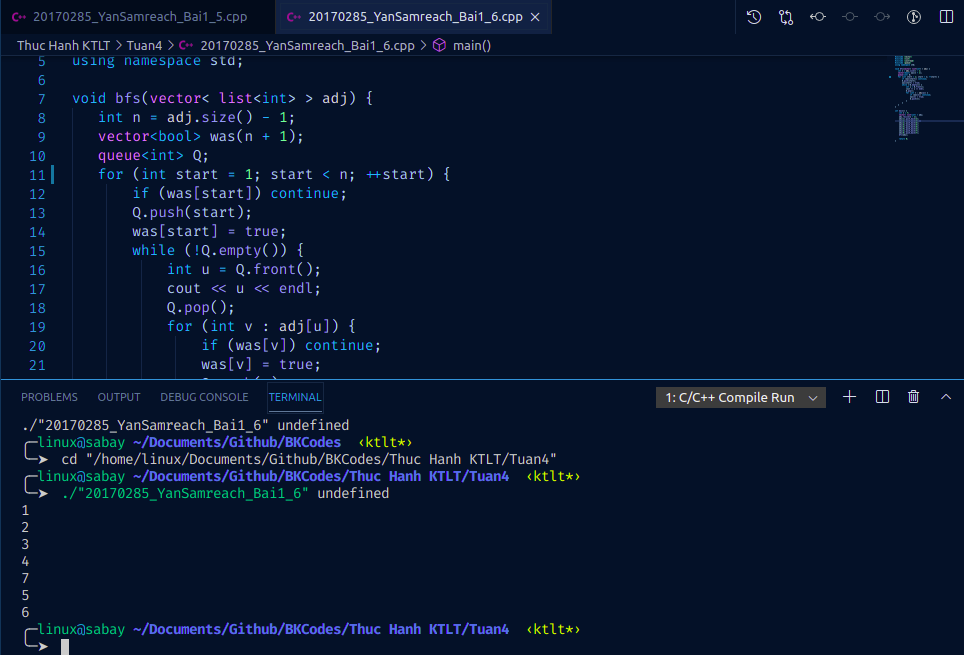 20170285_YanSamreach_Bai1_5.cpp
20170285_YanSamreach_Bai1_6.cpp
Thuc Hanh KTLT > Tuan4 > 20170285_YanSamreach_Bai1_6.cpp > main()
5 using namespace std;
6
7 void bfs(vector< list<int> > adj) {
8 int n = adj.size() - 1;
9 vector<bool> was(n + 1);
10 queue<int> Q;
11 for (int start = 1; start < n; ++start) {
12 if (was[start]) continue;
13 Q.push(start);
14 was[start] = true;
15 while (!Q.empty()) {
16 int u = Q.front();
17 cout << u << endl;
18 Q.pop();
19 for (int v : adj[u]) {
20 if (was[v]) continue;
21 was[v] = true;
PROBLEMS OUTPUT DEBUG CONSOLE TERMINAL 1: C/C++ Compile Run
./"20170285_YanSamreach_Bai1_6" undefined
linux@sabay ~/Documents/Github/BKCodes ‹ktlt*›
cd "/home/linux/Documents/Github/BKCodes/Thuc Hanh KTLT/Tuan4"
linux@sabay ~/Documents/Github/BKCodes/Thuc Hanh KTLT/Tuan4 ‹ktlt*›
./"20170285_YanSamreach_Bai1_6" undefined
1
2
3
4
7
5
6
linux@sabay ~/Documents/Github/BKCodes/Thuc Hanh KTLT/Tuan4 ‹ktlt*›